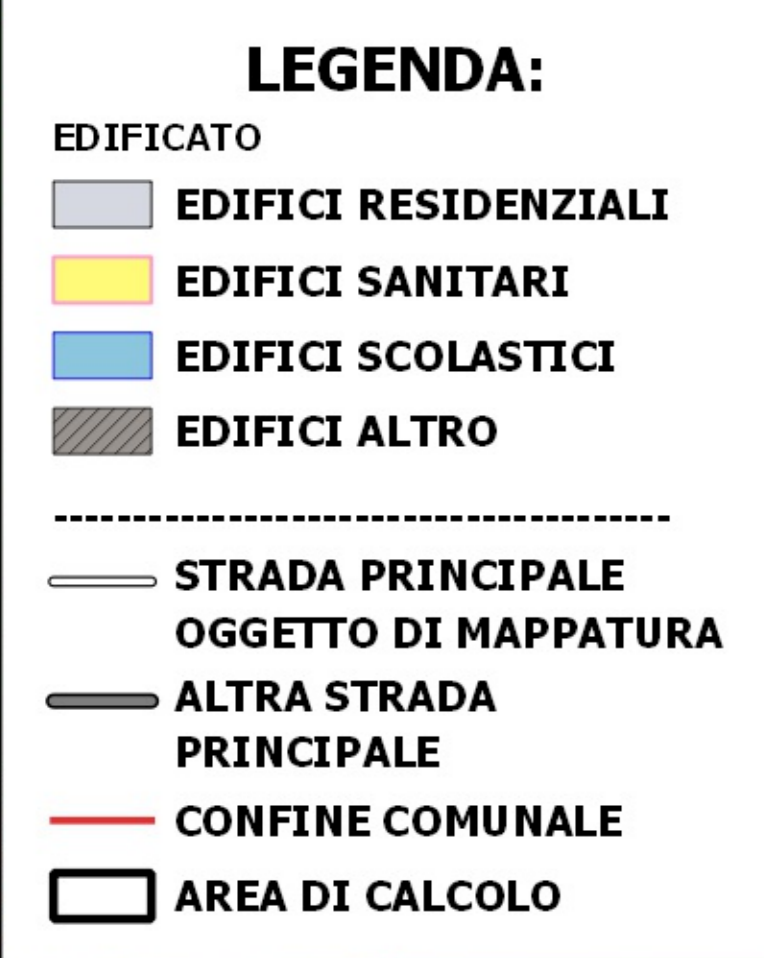 LEGENDA:
EDIFICATO
EDIFICI RESIDENZIALI
EDIFICI SANITARI
EDIFICI SCOLASTICI
EDIFICI ALTRO
---------------------------------------
STRADA PRINCIPALE
OGGETTO DI MAPPATURA
ALTRA STRADA
PRINCIPALE
CONFINE COMUNALE
AREA DI CALCOLO